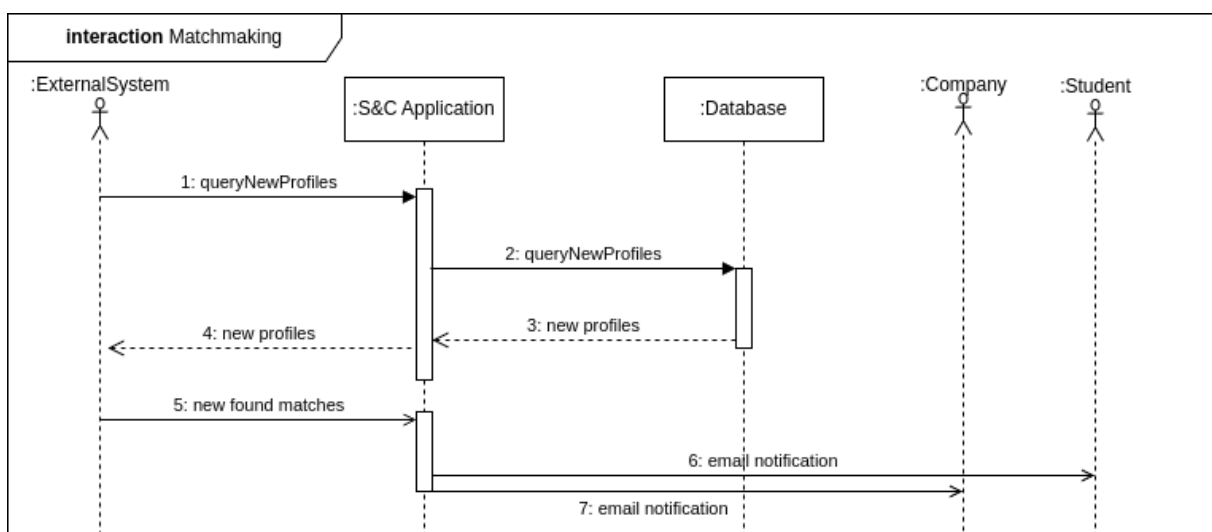 interaction Matchmaking
:ExternalSystem
:S&C Application
:Database
:Company
:Student
1: queryNewProfiles
2: queryNewProfiles
3: new profiles
4: new profiles
5: new found matches
6: email notification
7: email notification